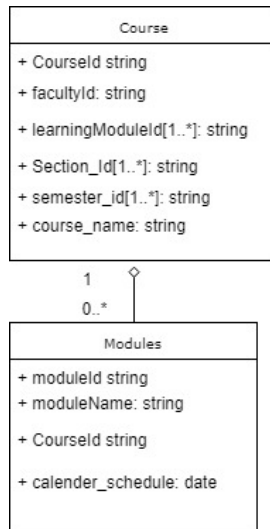 Course
+ CourseId string
+ facultyId: string
+ learningModuleId[1..*]: string
+ Section_Id[1..*]: string
+ semester_id[1..*]: string
+ course_name: string
1
0..*
Modules
+ moduleId string
+ moduleName: string
+ CourseId string
+ calender_schedule: date